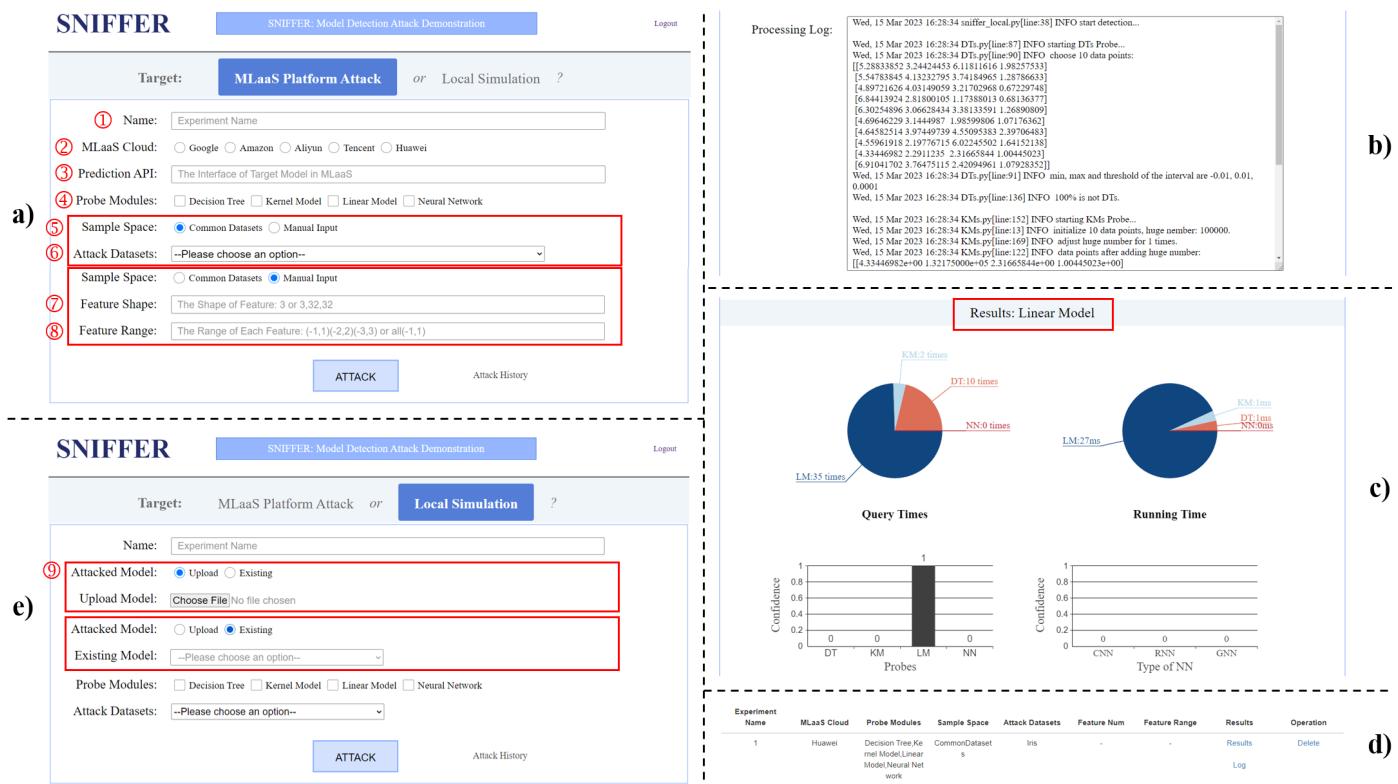 a)
SNIFFER
SNIFFER: Model Detection Attack Demonstration
Logout
Target:
MLaaS Platform Attack
or
Local Simulation
?
① Name: Experiment Name
② MLaaS Cloud: Google Amazon Aliyun Tencent Huawei
③ Prediction API: The Interface of Target Model in MLaaS
④ Probe Modules: Decision Tree Kernel Model Linear Model Neural Network
⑤ Sample Space: Common Datasets Manual Input
⑥ Attack Datasets: --Please choose an option--
Sample Space: Common Datasets Manual Input
⑦ Feature Shape: The Shape of Feature: 3 or 3,32,32
⑧ Feature Range: The Range of Each Feature: (-1,1)(-2,2)(-3,3) or all(-1,1)
ATTACK
Attack History
b)
Processing Log:
Wed, 15 Mar 2023 16:28:34 sniffer_local.py[line:38] INFO start detection...
Wed, 15 Mar 2023 16:28:34 DTs.py[line:87] INFO starting DTs Probe...
Wed, 15 Mar 2023 16:28:34 DTs.py[line:90] INFO choose 10 data points:
[[5.28833852 3.24424453 6.11811616 1.98257533]
[5.54783845 4.13232795 3.74184965 1.28786633]
[4.89721626 4.03149059 3.21702968 0.67229748]
[6.84413924 2.81800105 1.17388013 0.68136377]
[6.30254896 3.06628434 3.38133591 1.26890809]
[4.69646229 3.1444987 1.98599806 1.07176362]
[4.64582514 3.97449739 4.55095383 2.39706483]
[4.55961918 2.19776715 6.02245502 1.64152138]
[4.33446982 2.2911235 2.31665844 1.00445023]
[6.91041702 3.76475115 2.42094961 1.07928352]]
Wed, 15 Mar 2023 16:28:34 DTs.py[line:91] INFO min, max and threshold of the interval are -0.01, 0.01,
0.0001
Wed, 15 Mar 2023 16:28:34 DTs.py[line:136] INFO 100% is not DTs.
Wed, 15 Mar 2023 16:28:34 KMs.py[line:152] INFO starting KMs Probe...
Wed, 15 Mar 2023 16:28:34 KMs.py[line:13] INFO initialize 10 data points, huge nember: 100000.
Wed, 15 Mar 2023 16:28:34 KMs.py[line:169] INFO adjust huge number for 1 times.
Wed, 15 Mar 2023 16:28:34 KMs.py[line:122] INFO data points after adding huge number:
[[4.33446982e+00 1.32175000e+05 2.31665844e+00 1.00445023e+00]
c)
Results: Linear Model
KM:2 times
DT:10 times
NN:0 times
LM:35 times
Query Times
KM:1ms
DT:1ms
NN:0ms
LM:27ms
Running Time
Confidence
1
0.8
0.6
0.4
0.2
0
0 0 1 0
DT KM LM NN
Probes
Confidence
1
0.8
0.6
0.4
0.2
0
0 0 0
CNN RNN GNN
Type of NN
d)
Experiment
Name
MLaaS Cloud
Probe Modules
Sample Space
Attack Datasets
Feature Num
Feature Range
Results
Operation
1
Huawei
Decision Tree,Ke
rnel Model,Linear
Model,Neural Net
work
CommonDataset
s
Iris
-
-
Results
Log
Delete
e)
SNIFFER
SNIFFER: Model Detection Attack Demonstration
Logout
Target:
MLaaS Platform Attack
or
Local Simulation
?
Name: Experiment Name
⑨ Attacked Model: Upload Existing
Upload Model: Choose File No file chosen
Attacked Model: Upload Existing
Existing Model: --Please choose an option--
Probe Modules: Decision Tree Kernel Model Linear Model Neural Network
Attack Datasets: --Please choose an option--
ATTACK
Attack History